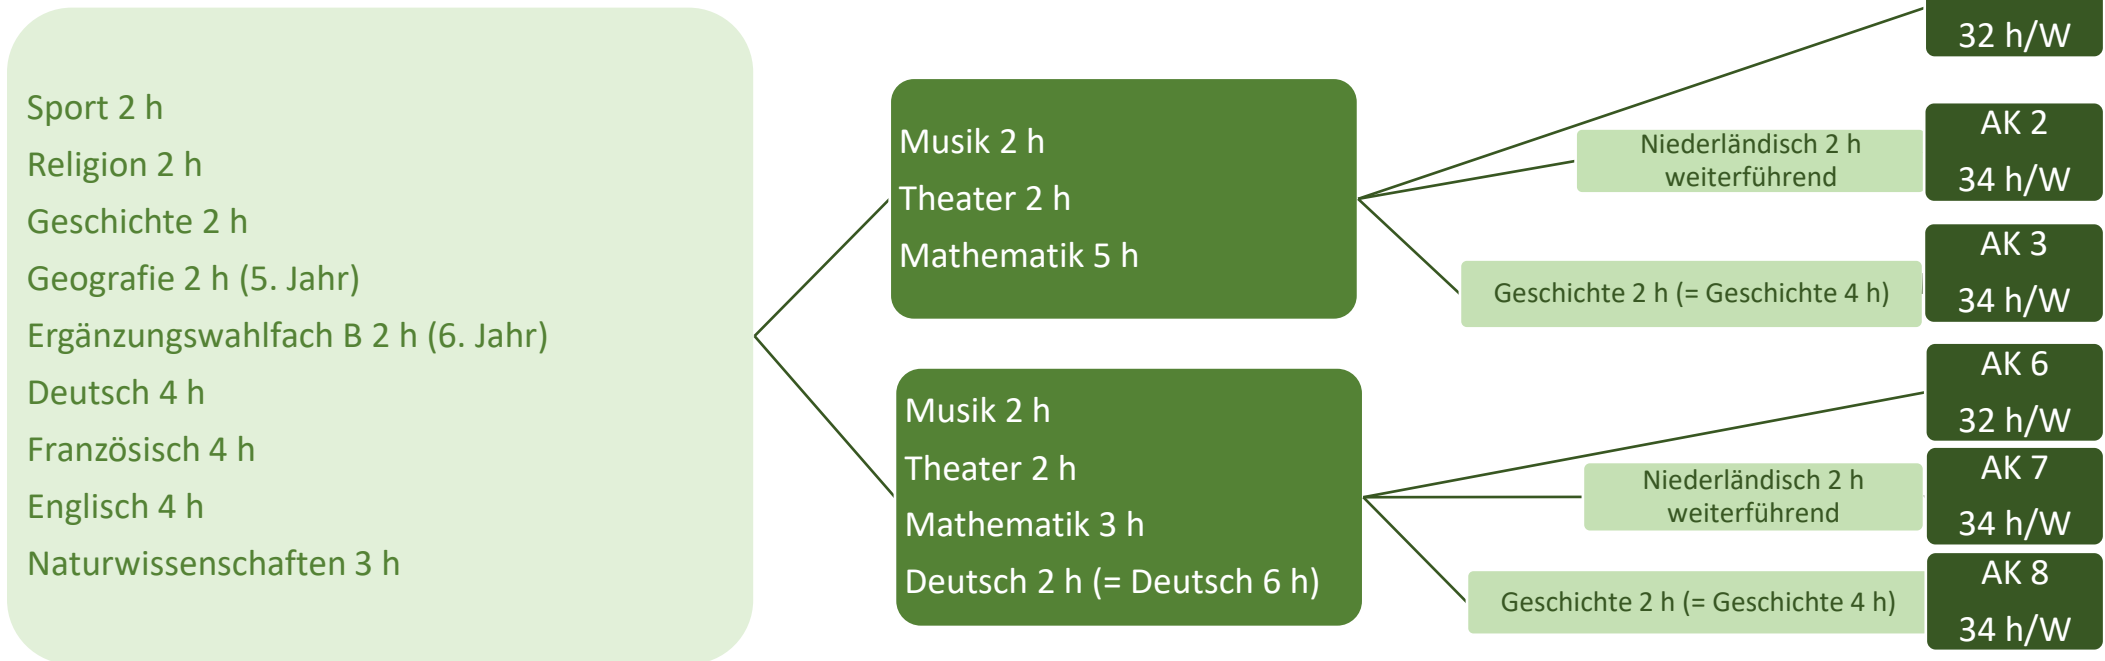 Sport 2 h
Religion 2 h
Geschichte 2 h
Geografie 2 h (5. Jahr)
Ergänzungswahlfach B 2 h (6. Jahr)
Deutsch 4 h
Französisch 4 h
Englisch 4 h
Naturwissenschaften 3 h
Musik 2 h
Theater 2 h
Mathematik 5 h
32 h/W
Niederländisch 2 h
weiterführend
AK 2
34 h/W
Geschichte 2 h (= Geschichte 4 h)
AK 3
34 h/W
Musik 2 h
Theater 2 h
Mathematik 3 h
Deutsch 2 h (= Deutsch 6 h)
AK 6
32 h/W
Niederländisch 2 h
weiterführend
AK 7
34 h/W
Geschichte 2 h (= Geschichte 4 h)
AK 8
34 h/W